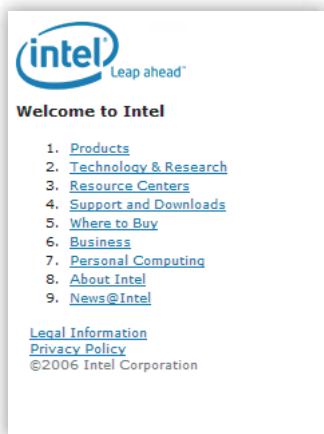 intel
Leap ahead™
Welcome to Intel
1. Products
2. Technology & Research
3. Resource Centers
4. Support and Downloads
5. Where to Buy
6. Business
7. Personal Computing
8. About Intel
9. News@Intel
Legal Information
Privacy Policy
©2006 Intel Corporation